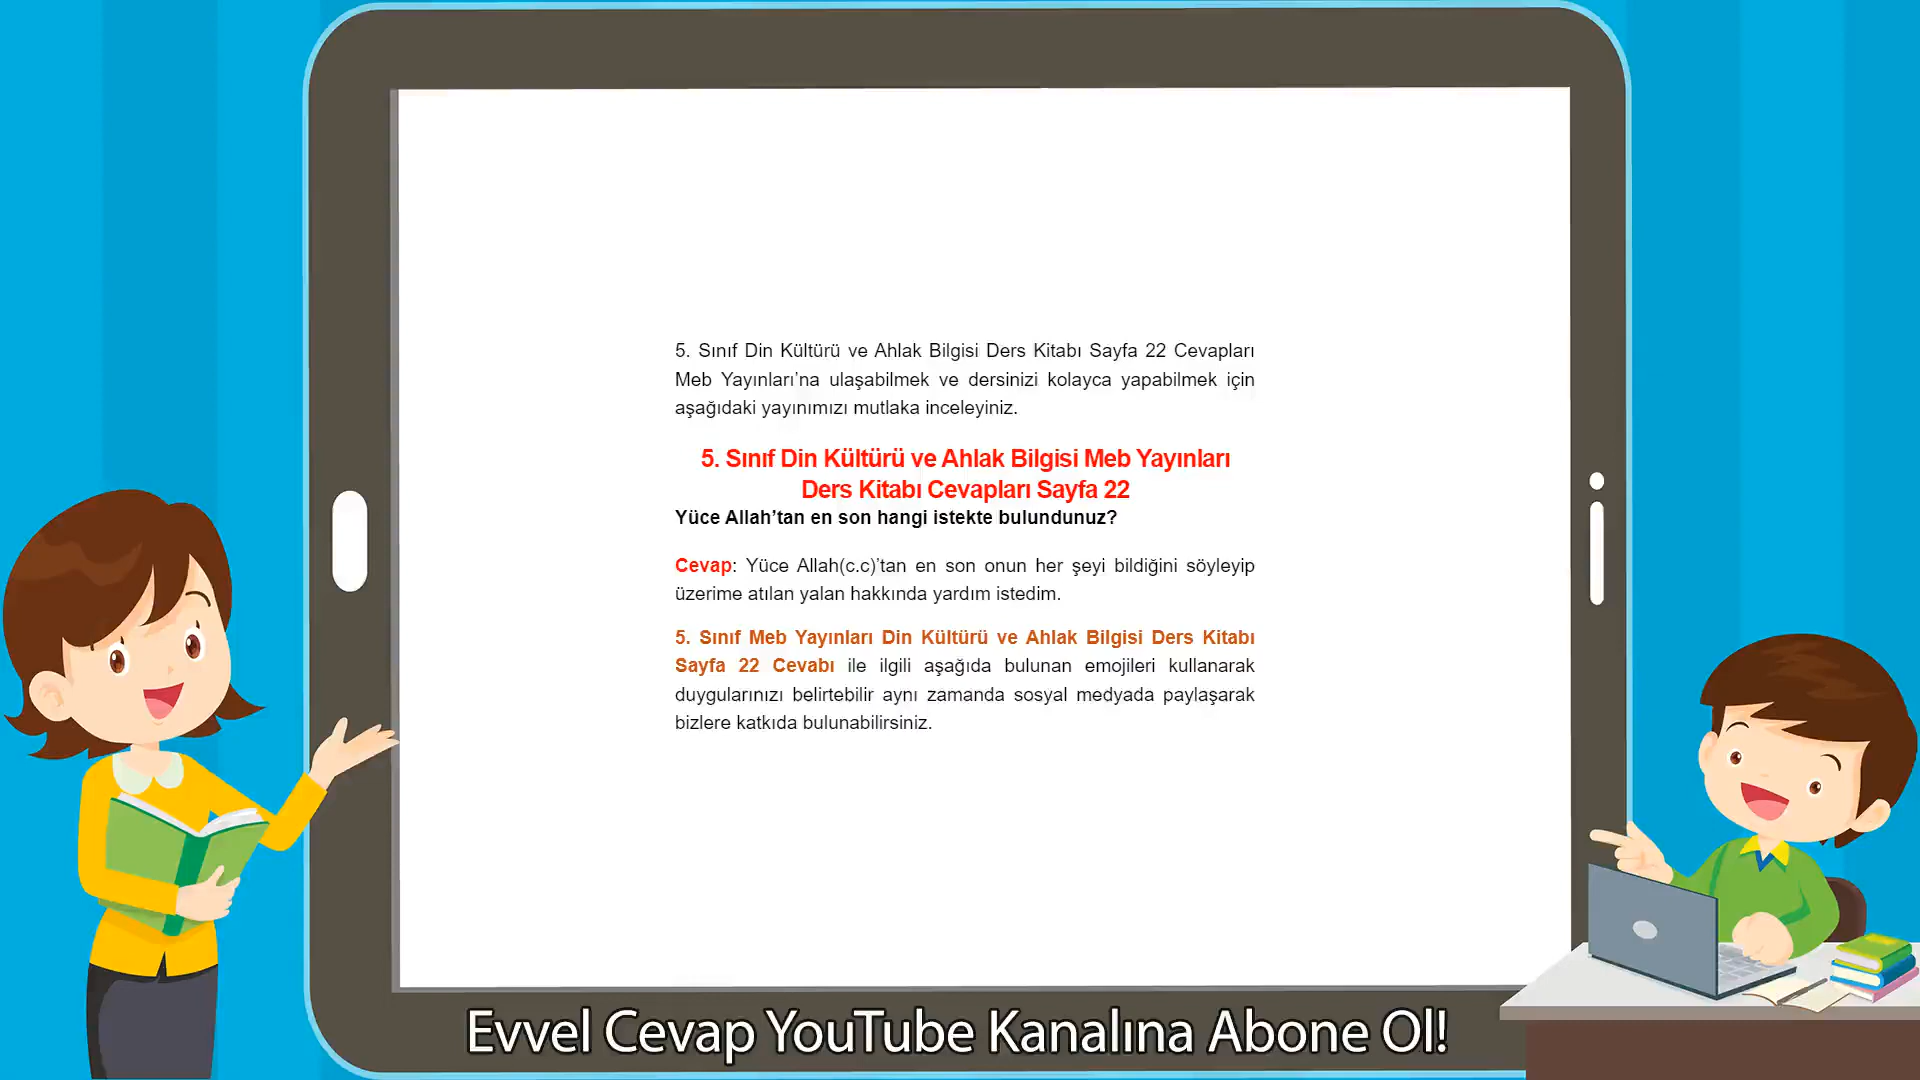 5. Sınıf Din Kültürü ve Ahlak Bilgisi Ders Kitabı Sayfa 22 Cevapları
Meb Yayınları’na ulaşabilmek ve dersinizi kolayca yapabilmek için
aşağıdaki yayınımızı mutlaka inceleyiniz.
5. Sınıf Din Kültürü ve Ahlak Bilgisi Meb Yayınları
Ders Kitabı Cevapları Sayfa 22
Yüce Allah’tan en son hangi istekte bulundunuz?
Cevap: Yüce Allah(c.c)’tan en son onun her şeyi bildiğini söyleyip
üzerime atılan yalan hakkında yardım istedim.
5. Sınıf Meb Yayınları Din Kültürü ve Ahlak Bilgisi Ders Kitabı
Sayfa 22 Cevabı ile ilgili aşağıda bulunan emojileri kullanarak
duygularınızı belirtebilir aynı zamanda sosyal medyada paylaşarak
bizlere katkıda bulunabilirsiniz.
Evvel Cevap YouTube Kanalına Abone Ol!